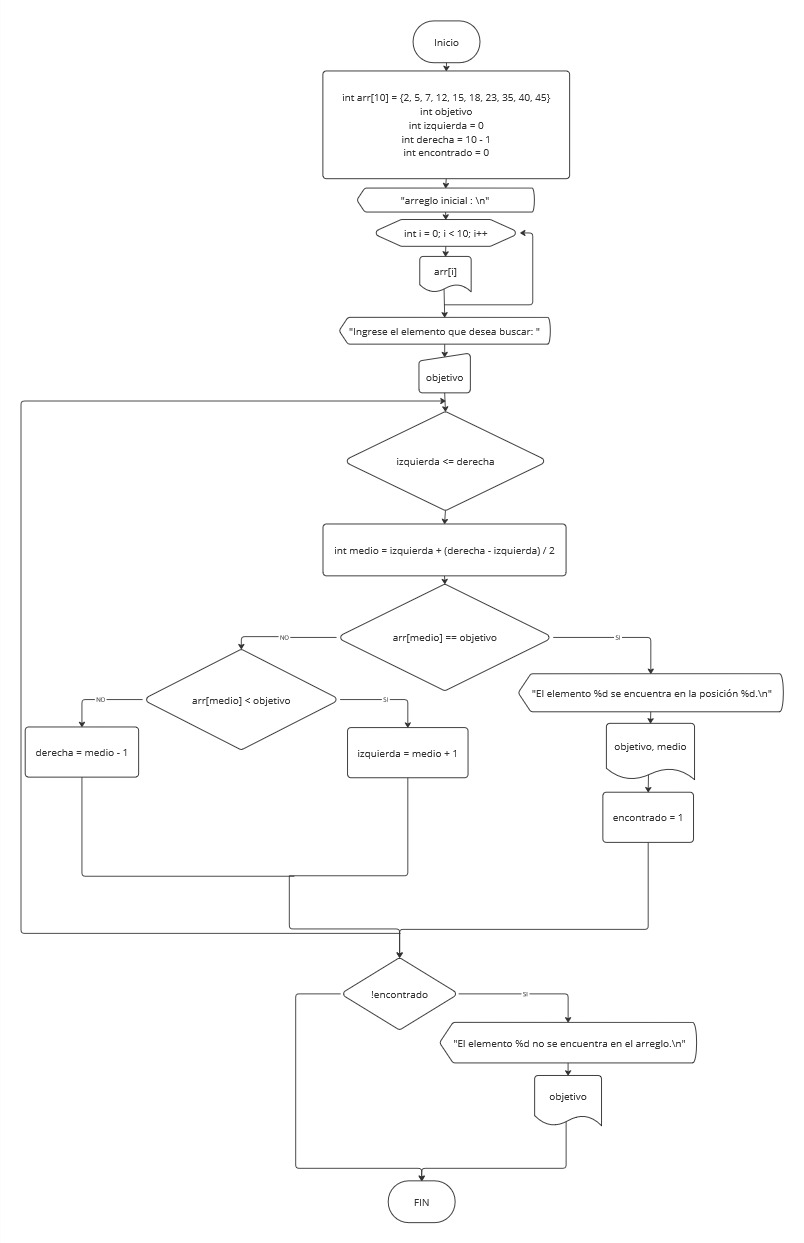 Inicio
int arr[10] = {2, 5, 7, 12, 15, 18, 23, 35, 40, 45}
int objetivo
int izquierda = 0
int derecha = 10 - 1
int encontrado = 0
"arreglo inicial : \n"
int i = 0; i < 10; i++
arr[i]
"Ingrese el elemento que desea buscar: "
objetivo
izquierda <= derecha
int medio = izquierda + (derecha - izquierda) / 2
arr[medio] == objetivo
NO
SI
arr[medio] < objetivo
NO
SI
"El elemento %d se encuentra en la posición %d.\n"
derecha = medio - 1
izquierda = medio + 1
objetivo, medio
encontrado = 1
!encontrado
SI
"El elemento %d no se encuentra en el arreglo.\n"
objetivo
FIN